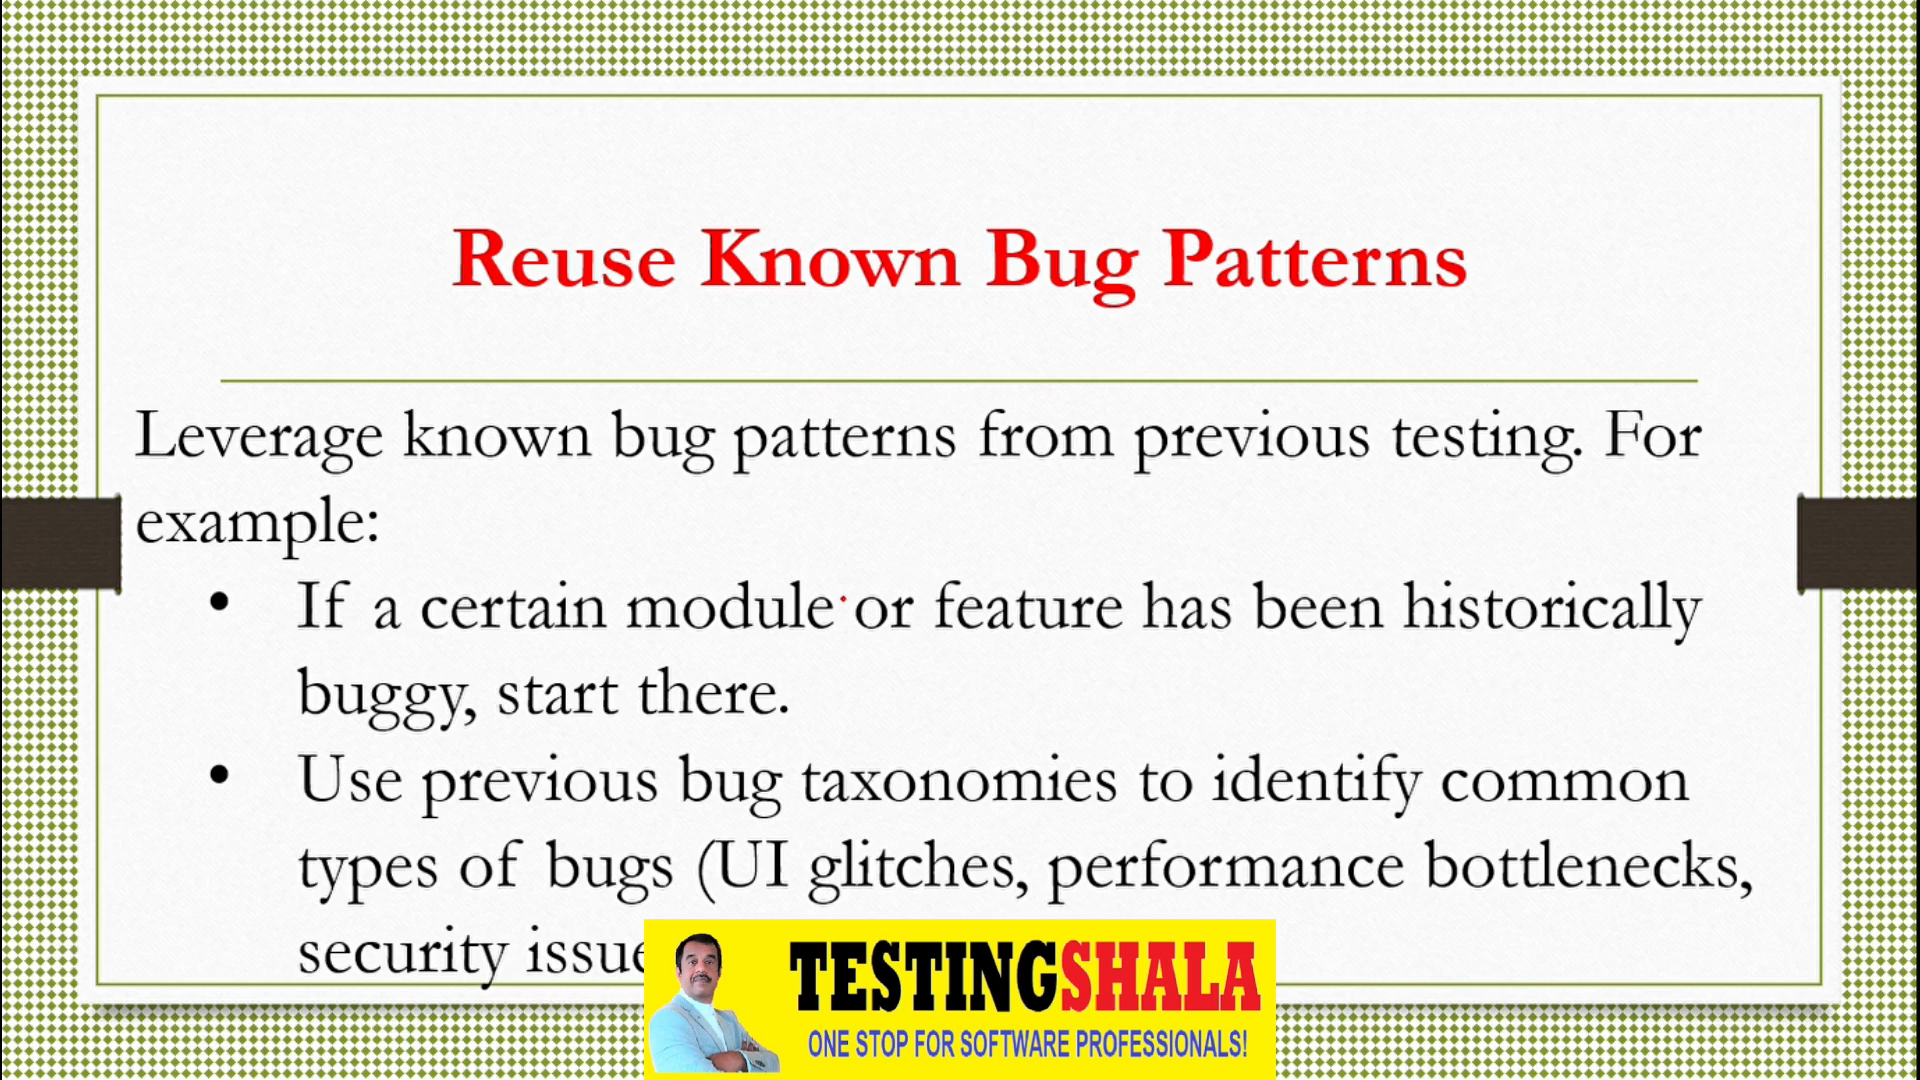 Reuse Known Bug Patterns
Leverage known bug patterns from previous testing. For
example:
• If a certain module or feature has been historically
buggy, start there.
• Use previous bug taxonomies to identify common
types of bugs (UI glitches, performance bottlenecks,
security
TESTINGSHALA
ONE STOP FOR SOFTWARE PROFESSIONALS!